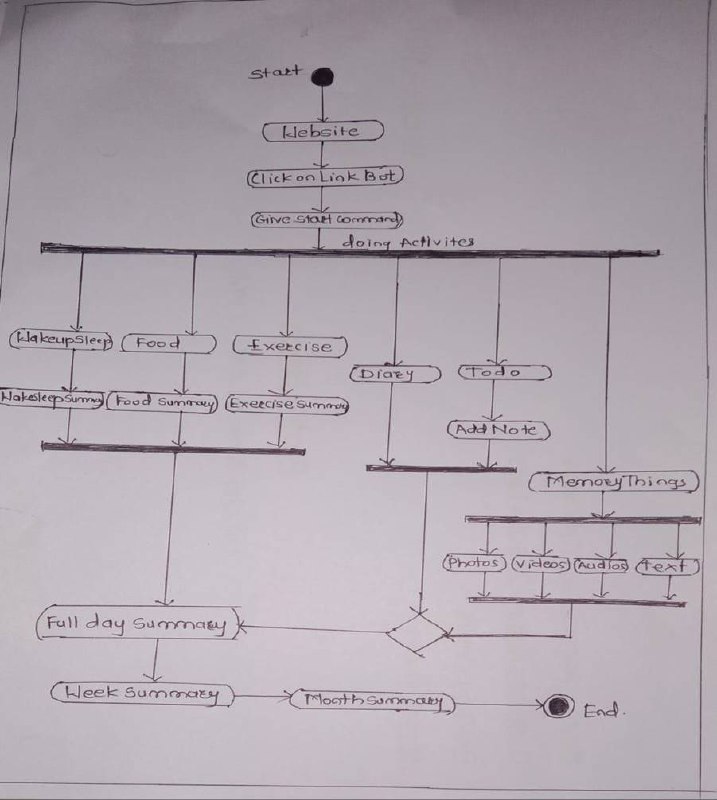 Start
Website
Click on Link Bot
Give Start Command
doing Activites
WakeupSleep
Food
Exercise
Diary
Todo
WakesleepSumma
Food Summary
Exercise Summary
Add Note
Memory Things
Photos
Videos
Audios
Text
Full day Summary
Week Summary
Month Summary
End.